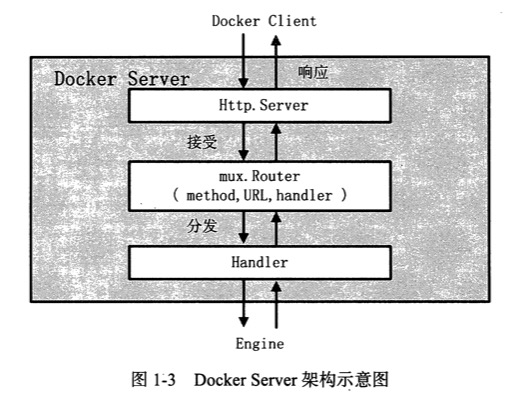 Docker Client
响应
Docker Server
Http.Server
接受
mux.Router
( method,URL,handler )
分发
Handler
Engine
图 1-3 Docker Server 架构示意图